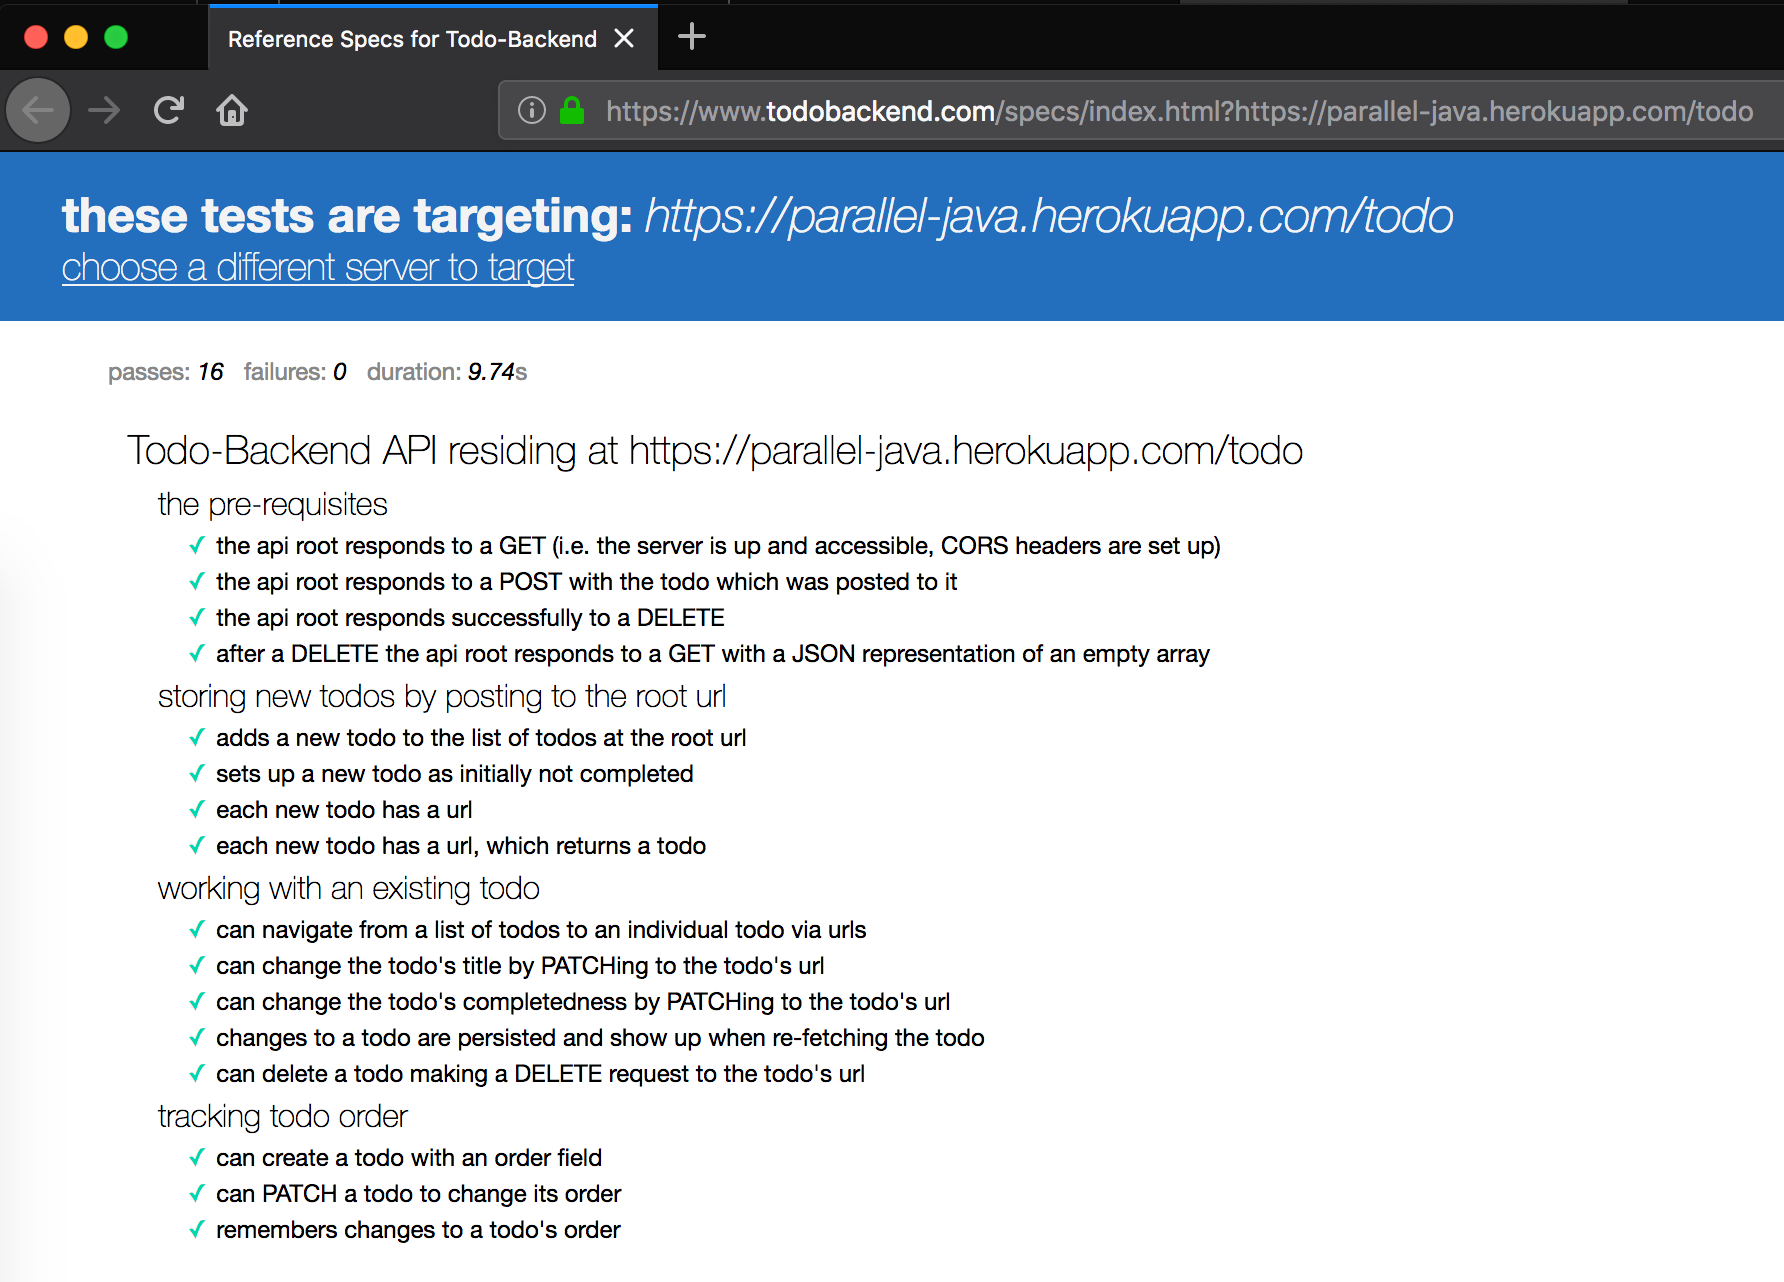 Reference Specs for Todo-Backend
https://www.todobackend.com/specs/index.html?https://parallel-java.herokuapp.com/todo
these tests are targeting: https://parallel-java.herokuapp.com/todo
choose a different server to target
passes: 16 failures: 0 duration: 9.74s
Todo-Backend API residing at https://parallel-java.herokuapp.com/todo
the pre-requisites
✓ the api root responds to a GET (i.e. the server is up and accessible, CORS headers are set up)
✓ the api root responds to a POST with the todo which was posted to it
✓ the api root responds successfully to a DELETE
✓ after a DELETE the api root responds to a GET with a JSON representation of an empty array
storing new todos by posting to the root url
✓ adds a new todo to the list of todos at the root url
✓ sets up a new todo as initially not completed
✓ each new todo has a url
✓ each new todo has a url, which returns a todo
working with an existing todo
✓ can navigate from a list of todos to an individual todo via urls
✓ can change the todo's title by PATCHing to the todo's url
✓ can change the todo's completedness by PATCHing to the todo's url
✓ changes to a todo are persisted and show up when re-fetching the todo
✓ can delete a todo making a DELETE request to the todo's url
tracking todo order
✓ can create a todo with an order field
✓ can PATCH a todo to change its order
✓ remembers changes to a todo's order